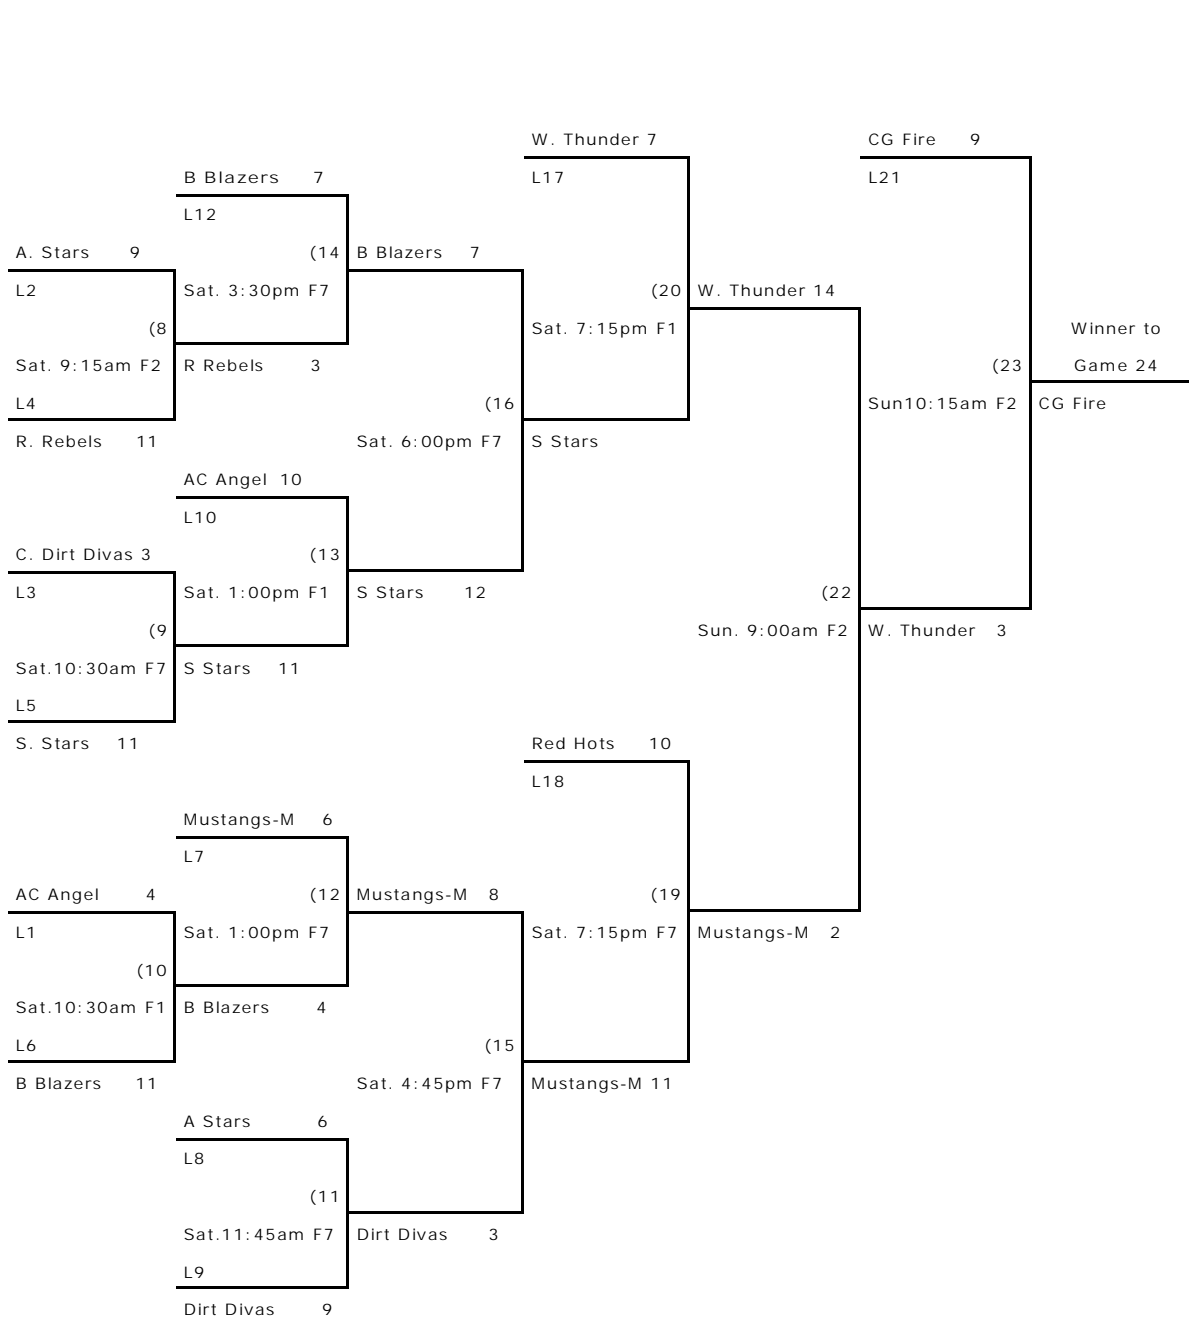 W. Thunder 7
CG Fire 9
B Blazers 7
L17
L21
L12
A. Stars 9
(14
B Blazers 7
L2
Sat. 3:30pm F7
(20
W. Thunder 14
(8
Sat. 7:15pm F1
Winner to
Sat. 9:15am F2
R Rebels 3
(23
Game 24
L4
(16
Sun10:15am F2
CG Fire
R. Rebels 11
Sat. 6:00pm F7
S Stars
AC Angel 10
L10
C. Dirt Divas 3
(13
L3
Sat. 1:00pm F1
S Stars 12
(22
(9
Sun. 9:00am F2
W. Thunder 3
Sat.10:30am F7
S Stars 11
L5
S. Stars 11
Red Hots 10
L18
Mustangs-M 6
L7
AC Angel 4
(12
Mustangs-M 8
(19
L1
Sat. 1:00pm F7
Sat. 7:15pm F7
Mustangs-M 2
(10
Sat.10:30am F1
B Blazers 4
L6
(15
B Blazers 11
Sat. 4:45pm F7
Mustangs-M 11
A Stars 6
L8
(11
Sat.11:45am F7
Dirt Divas 3
L9
Dirt Divas 9